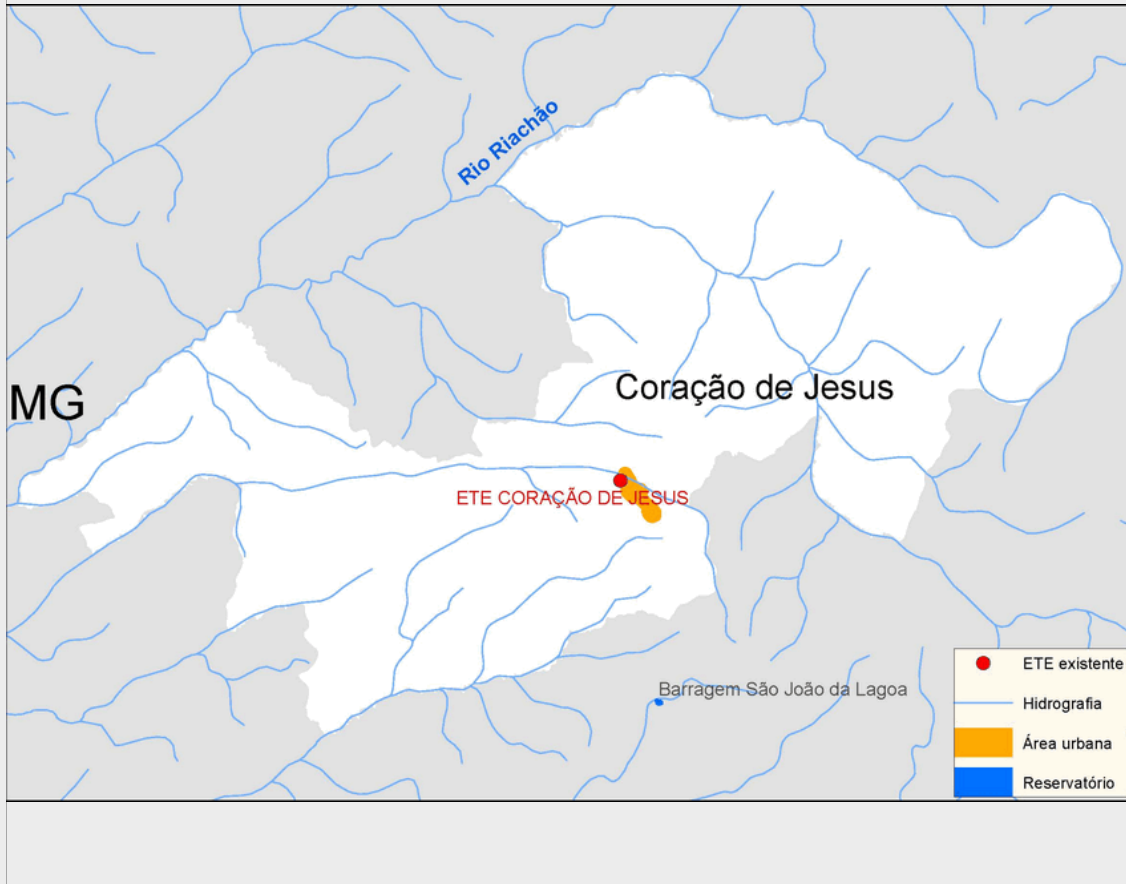 Rio Riachão
MG
Coração de Jesus
ETE CORAÇÃO DE JESUS
Barragem São João da Lagoa
ETE existente
Hidrografia
Área urbana
Reservatório